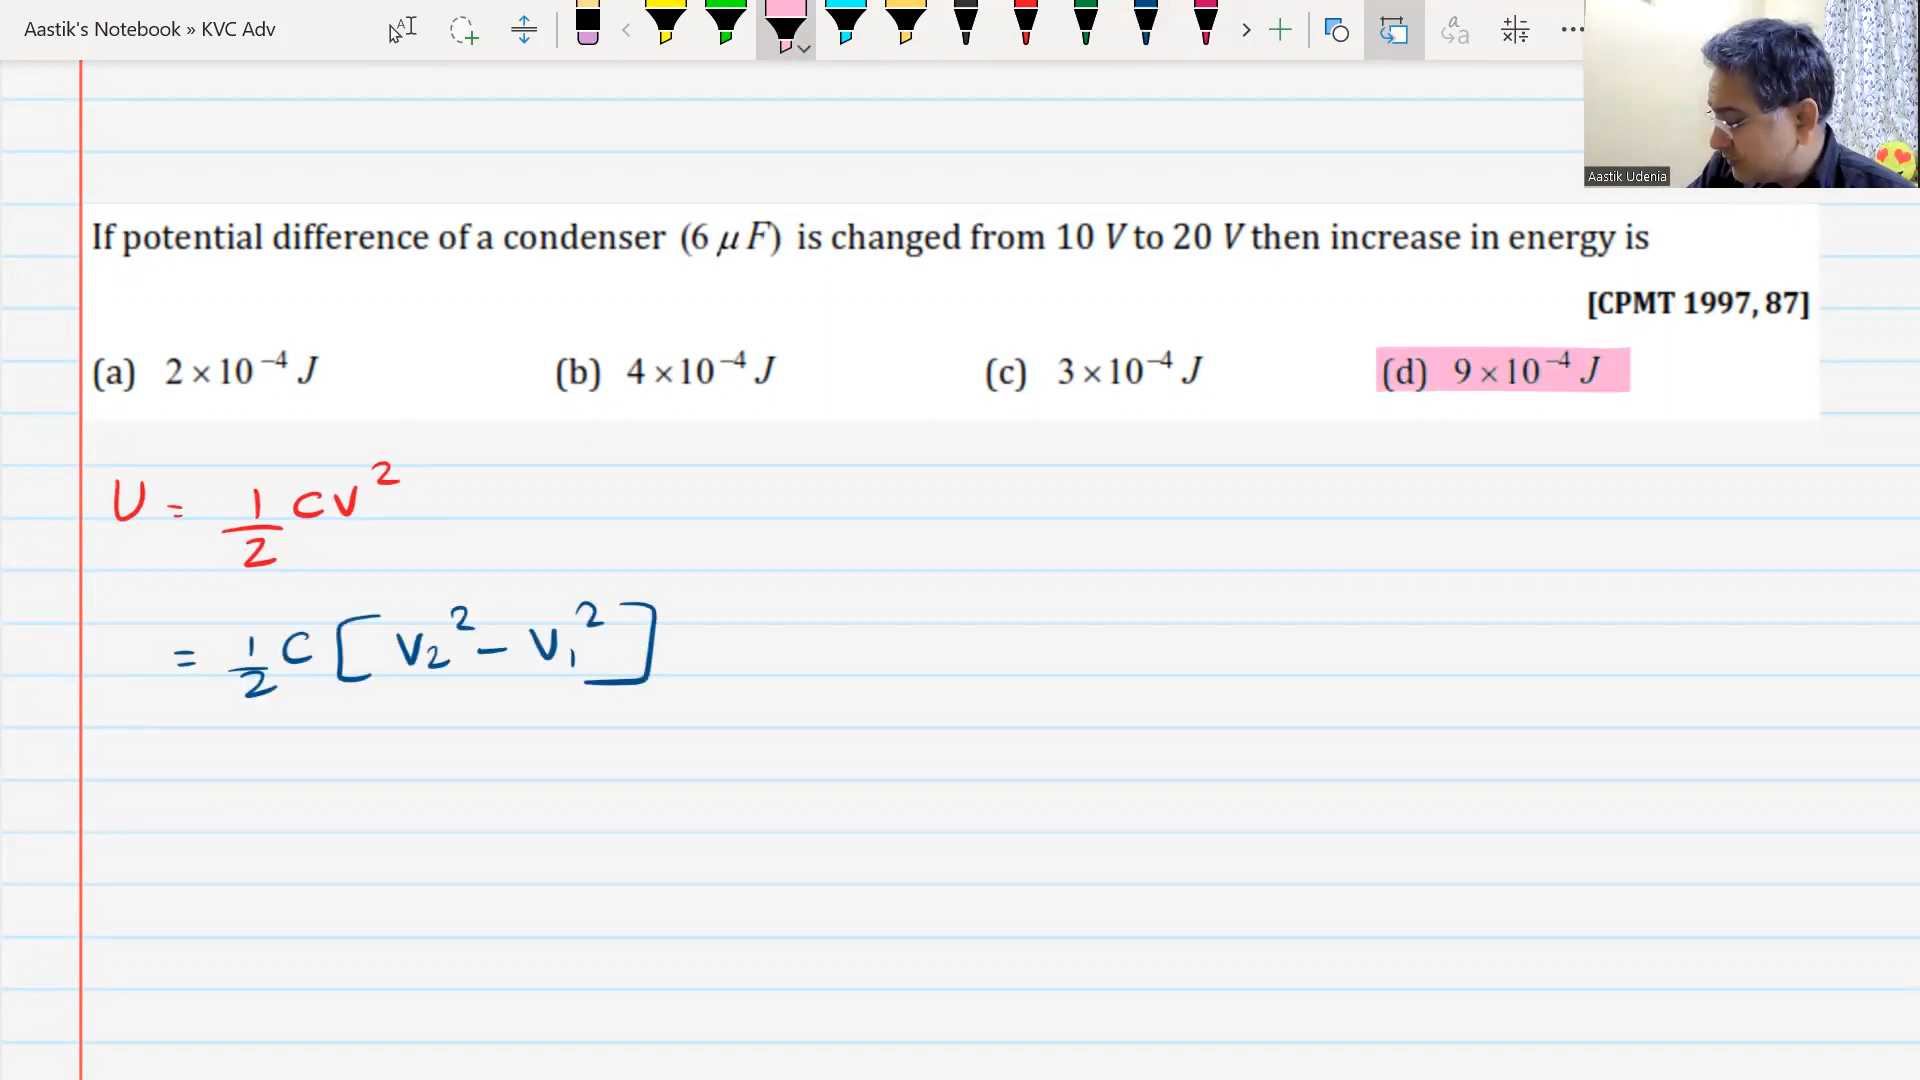 Aastik's Notebook » KVC Adv
Aastik Udenia
If potential difference of a condenser (6 μF) is changed from 10 V to 20 V then increase in energy is
[CPMT 1997, 87]
(a) 2 × 10⁻⁴ J (b) 4 × 10⁻⁴ J (c) 3 × 10⁻⁴ J (d) 9 × 10⁻⁴ J
U = 1/2 CV²
= 1/2 C [V₂² - V₁²]